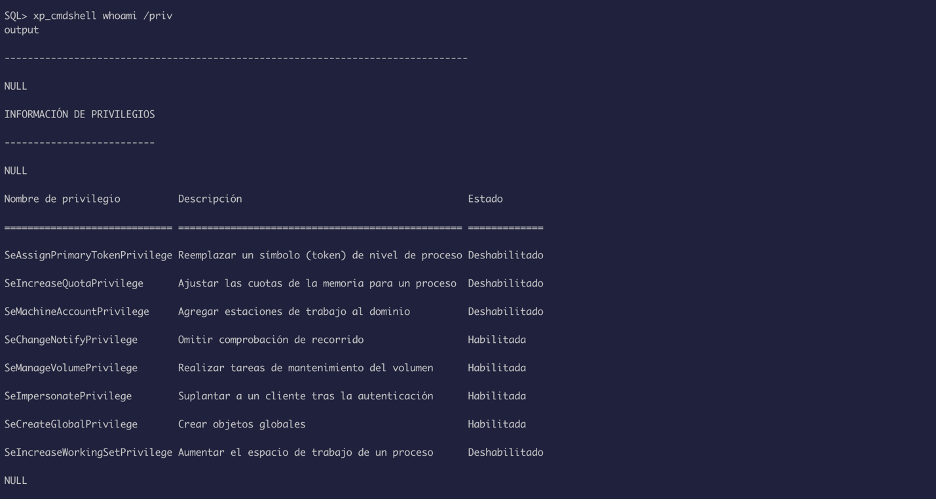 SQL> xp_cmdshell whoami /priv
output
--------------------------------------------------------------------------------
NULL
INFORMACIÓN DE PRIVILEGIOS
--------------------------
NULL
Nombre de privilegio          Descripción                                       Estado
============================= ================================================= =============
SeAssignPrimaryTokenPrivilege Reemplazar un símbolo (token) de nivel de proceso Deshabilitado
SeIncreaseQuotaPrivilege      Ajustar las cuotas de la memoria para un proceso  Deshabilitado
SeMachineAccountPrivilege     Agregar estaciones de trabajo al dominio          Deshabilitado
SeChangeNotifyPrivilege       Omitir comprobación de recorrido                  Habilitada
SeManageVolumePrivilege       Realizar tareas de mantenimiento del volumen      Habilitada
SeImpersonatePrivilege        Suplantar a un cliente tras la autenticación      Habilitada
SeCreateGlobalPrivilege       Crear objetos globales                            Habilitada
SeIncreaseWorkingSetPrivilege Aumentar el espacio de trabajo de un proceso      Deshabilitado
NULL